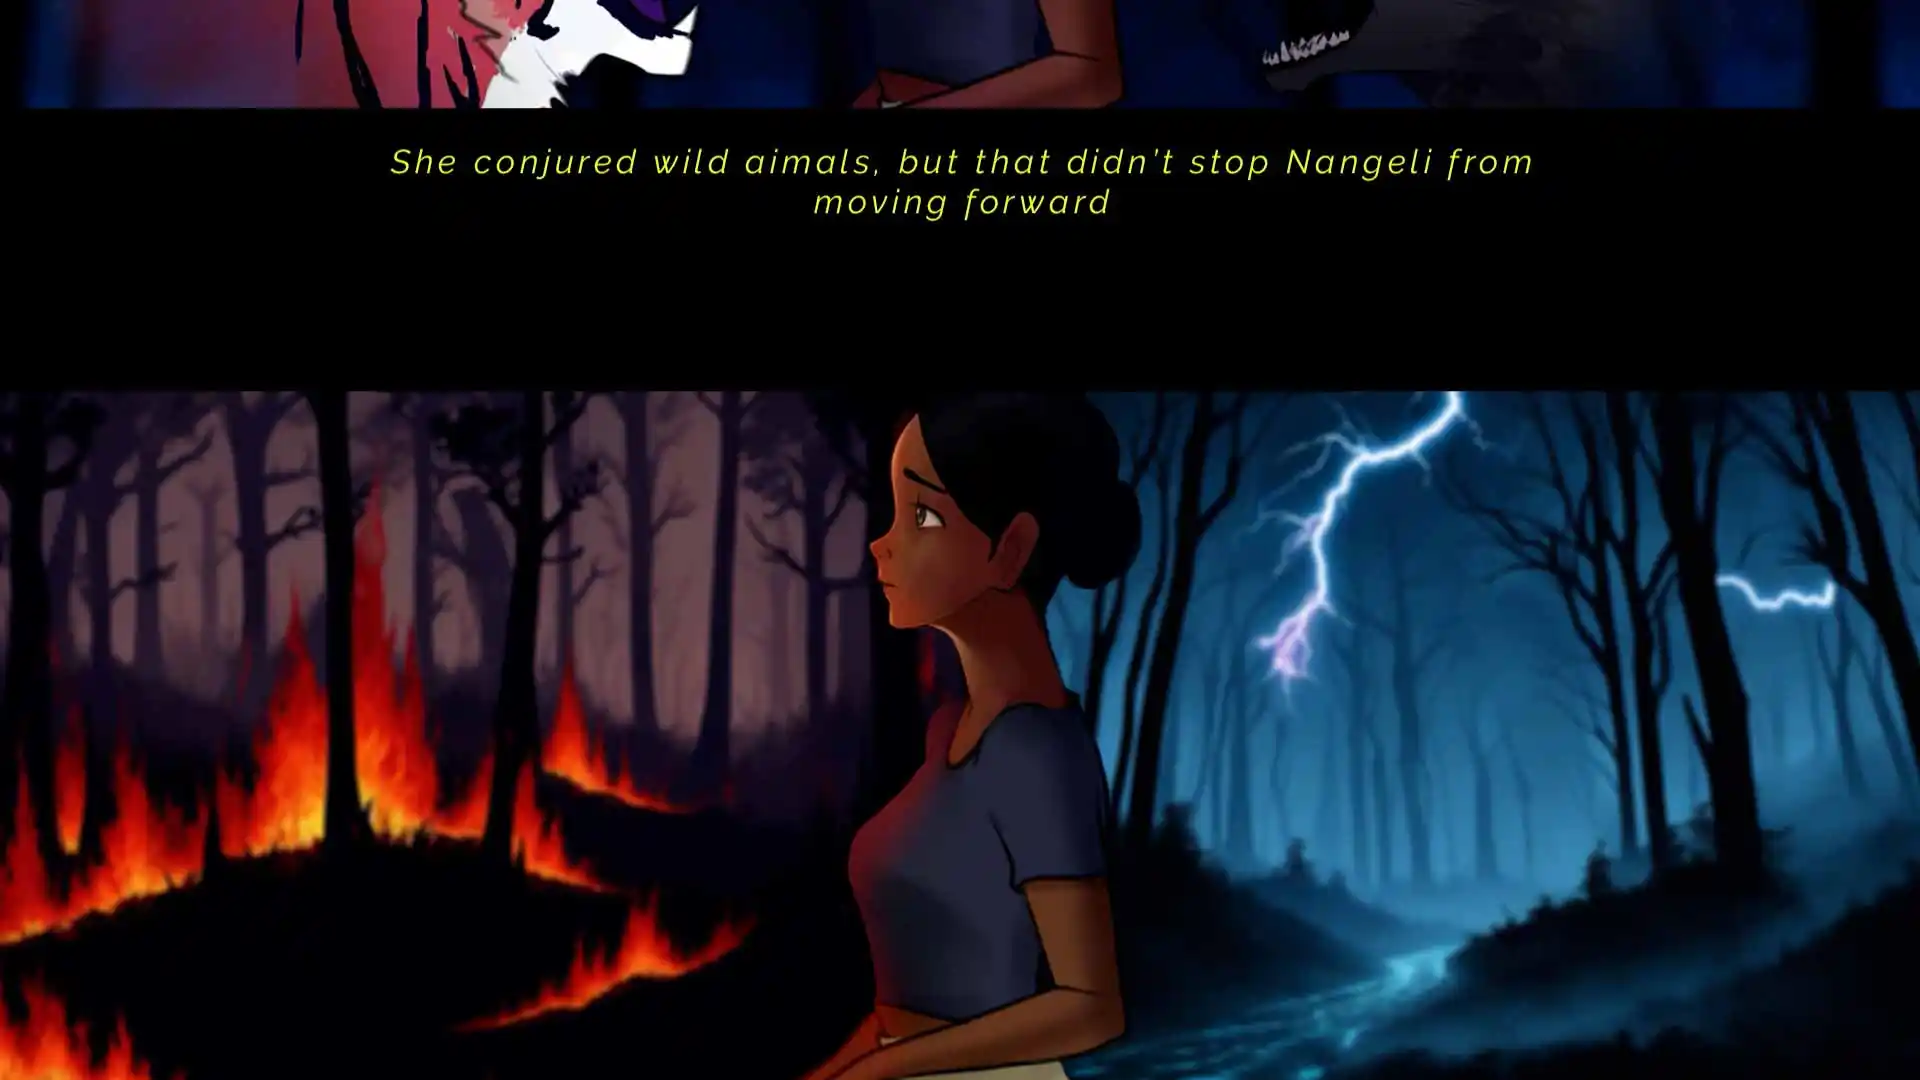 She conjured wild aimals, but that didn't stop Nangeli from
moving forward